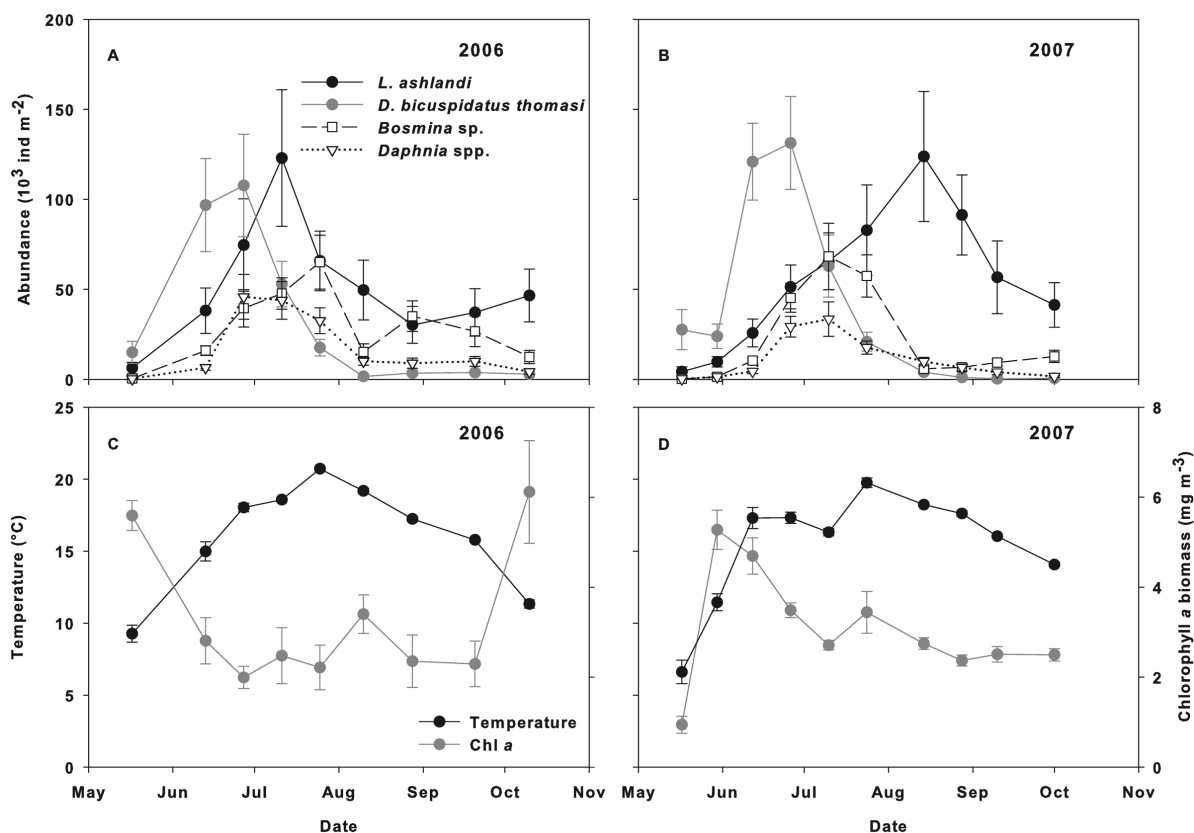 200
150
100
50
0
Abundance (10³ ind m⁻²)
A
2006
L. ashlandi
D. bicuspidatus thomasi
Bosmina sp.
Daphnia spp.
B
2007
25
20
15
10
5
0
Temperature (°C)
C
2006
Temperature
Chl a
D
2007
8
6
4
2
0
Chlorophyll a biomass (mg m⁻³)
May Jun Jul Aug Sep Oct Nov
May Jun Jul Aug Sep Oct Nov
Date
Date